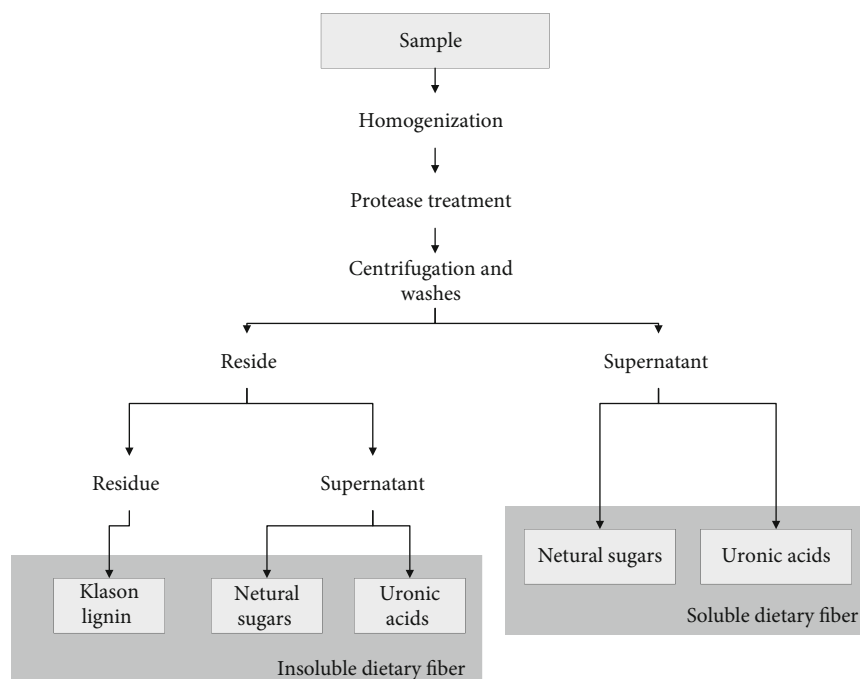 Sample
Homogenization
Protease treatment
Centrifugation and
washes
Reside
Supernatant
Residue
Supernatant
Klason
lignin
Netural
sugars
Uronic
acids
Insoluble dietary fiber
Netural sugars
Uronic acids
Soluble dietary fiber